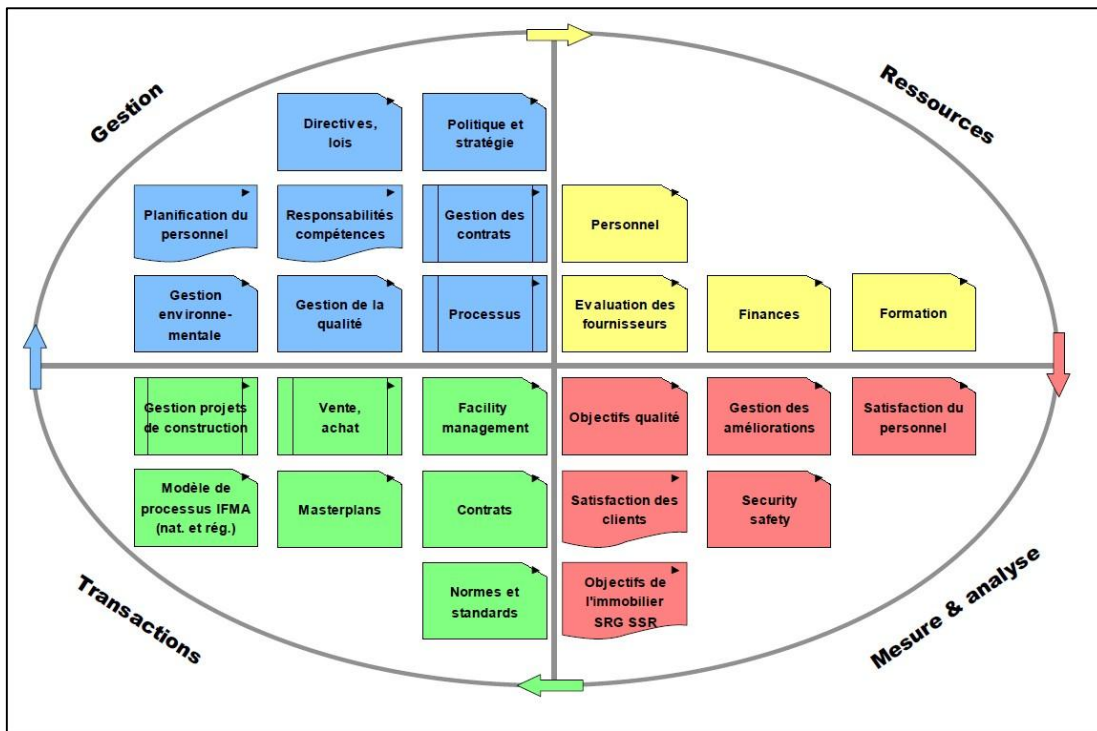 Gestion
Ressources
Directives,
lois
Politique et
stratégie
Planification du
personnel
Responsabilités
compétences
Gestion des
contrats
Personnel
Gestion
environne-
mentale
Gestion de la
qualité
Processus
Evaluation des
fournisseurs
Finances
Formation
Gestion projets
de construction
Vente,
achat
Facility
management
Objectifs qualité
Gestion des
améliorations
Satisfaction du
personnel
Modèle de
processus IFMA
(nat. et rég.)
Masterplans
Contrats
Satisfaction des
clients
Security
safety
Normes et
standards
Objectifs de
l'immobilier
SRG SSR
Transactions
Mesure & analyse